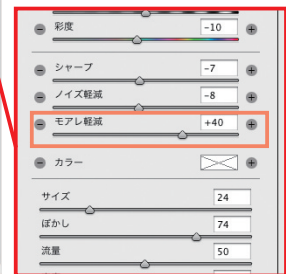 彩度 -10
シャープ -7
ノイズ軽減 -8
モアレ軽減 +40
カラー
サイズ 24
ぼかし 74
流量 50